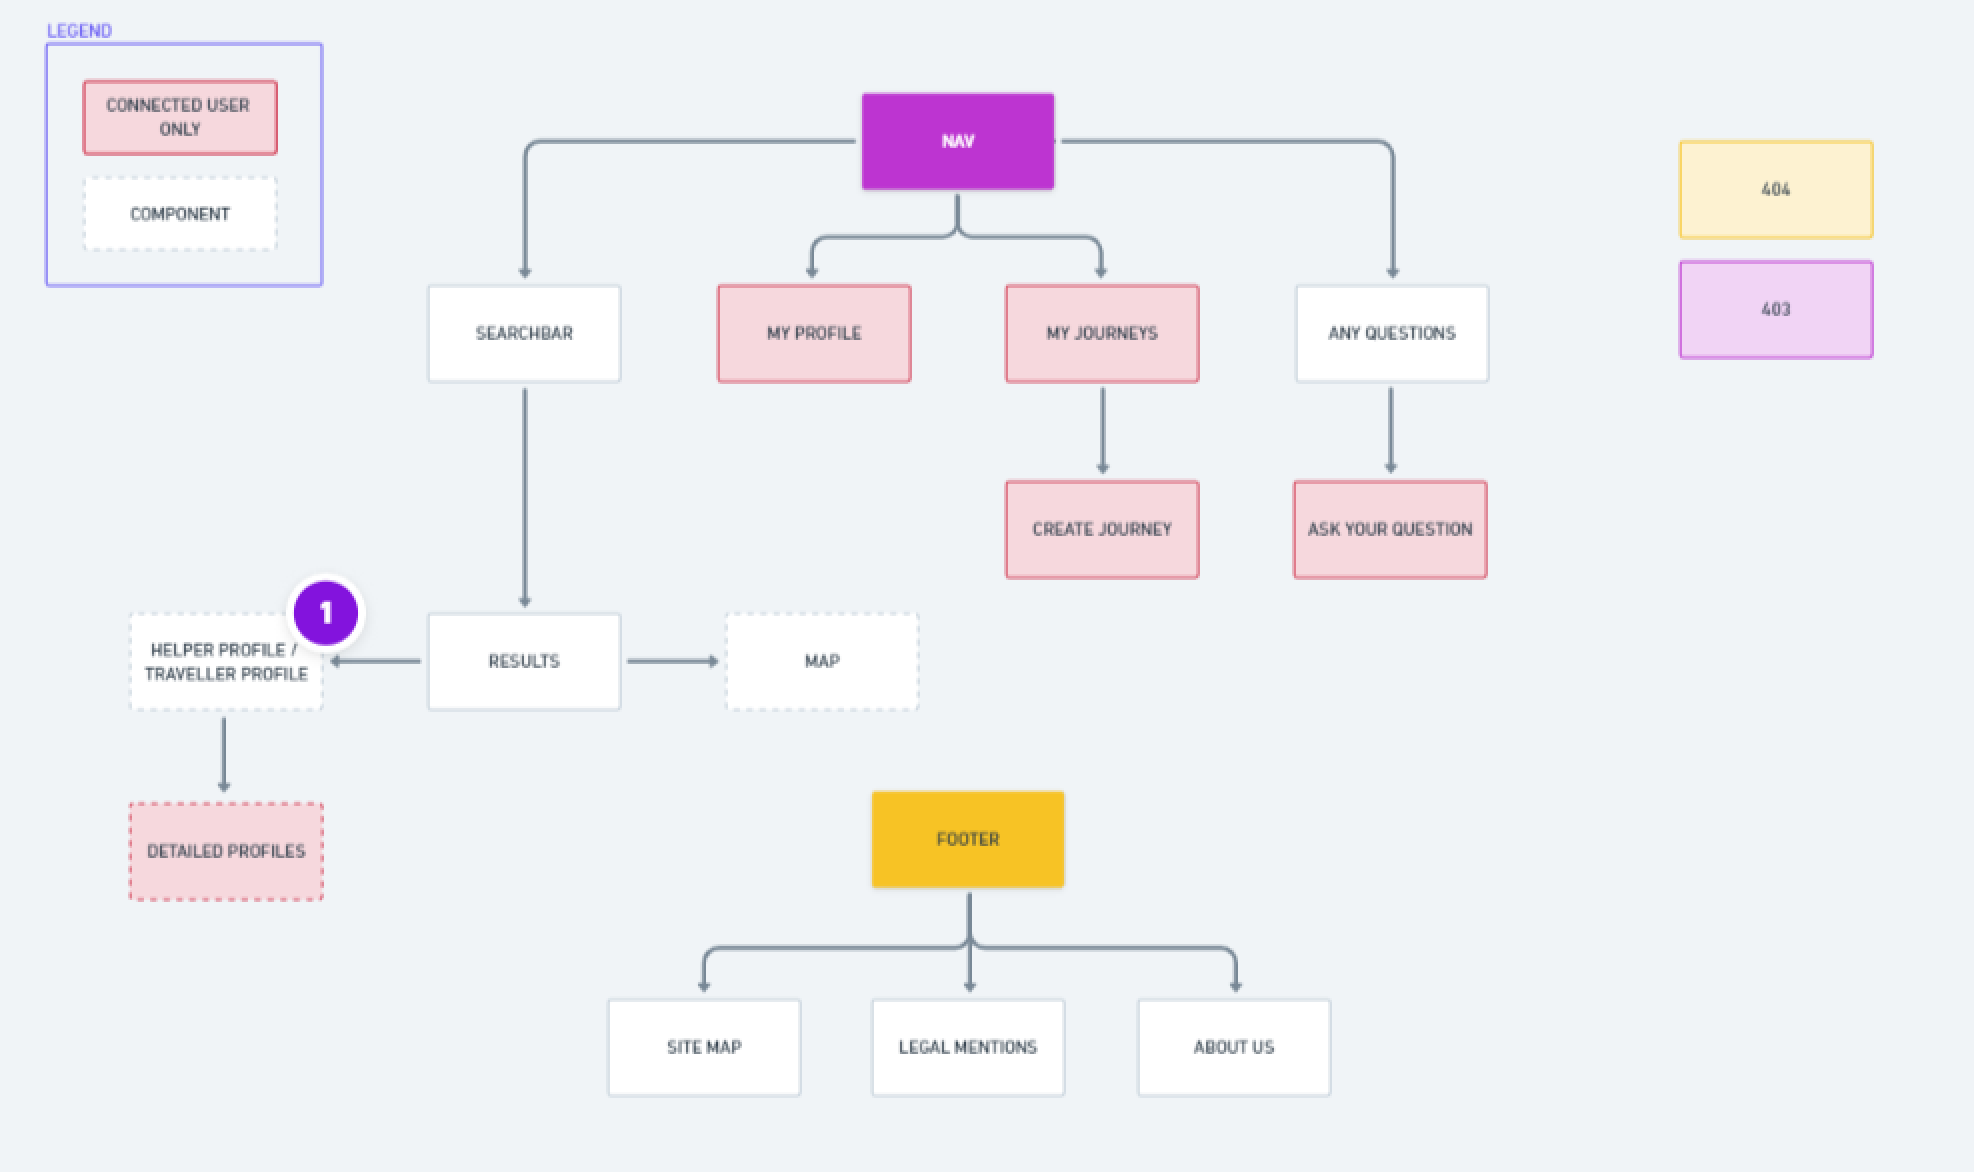 LEGEND
CONNECTED USER
ONLY
COMPONENT
NAV
404
403
SEARCHBAR
MY PROFILE
MY JOURNEYS
ANY QUESTIONS
CREATE JOURNEY
ASK YOUR QUESTION
1
HELPER PROFILE /
TRAVELLER PROFILE
RESULTS
MAP
DETAILED PROFILES
FOOTER
SITE MAP
LEGAL MENTIONS
ABOUT US